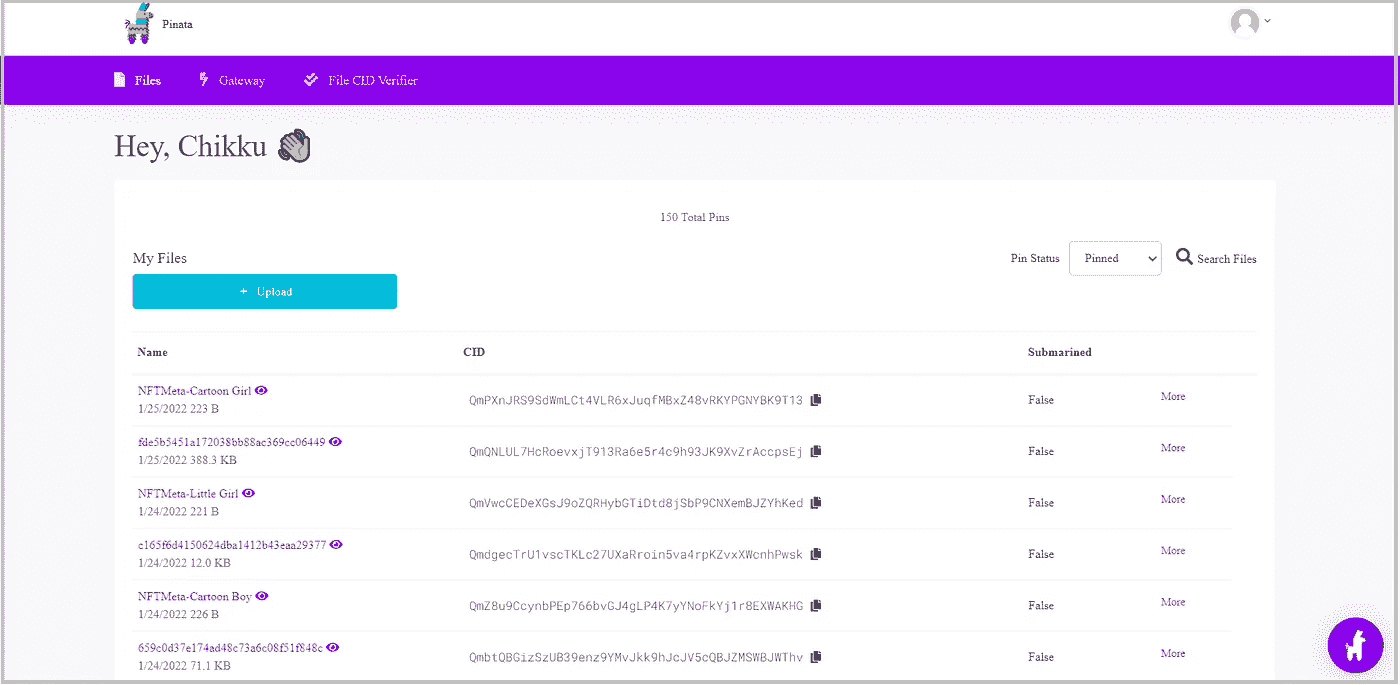 Pinata
Files Gateway File CID Verifier
Hey, Chikku
150 Total Pins
My Files Pin Status Pinned Search Files
+ Upload
Name CID Submarined
NFTMeta-Cartoon Girl
1/25/2022 223 B
QmPXnJRS9SdWmLCt4VLR6xJuqfMBxZ48vRKYPGNYBK9T13 False More
fde5b5451a172038bb88ac369cc06449
1/25/2022 388.3 KB
QmQNLUL7HcRoevxjT913Ra6e5r4c9h93JK9XvZrAccpsEj False More
NFTMeta-Little Girl
1/24/2022 221 B
QmVwcCEDeXGsJ9oZQRHybGTiDtd8jSbP9CNXemBJZYhKed False More
c165f6d4150624dba1412b43eaa29377
1/24/2022 12.0 KB
QmdgecTrU1vscTKLc27UXaRroin5va4rpKZvxXWcnhPwsk False More
NFTMeta-Cartoon Boy
1/24/2022 226 B
QmZ8u9CcynbPEp766bvGJ4gLP4K7yYNoFkYj1r8EXWAKHG False More
659c0d37e174ad48c73a6c08f51f848c
1/24/2022 71.1 KB
QmbtQBGizSzUB39enz9YMvJkk9hJcJV5cQBJZMSWBJWThv False More